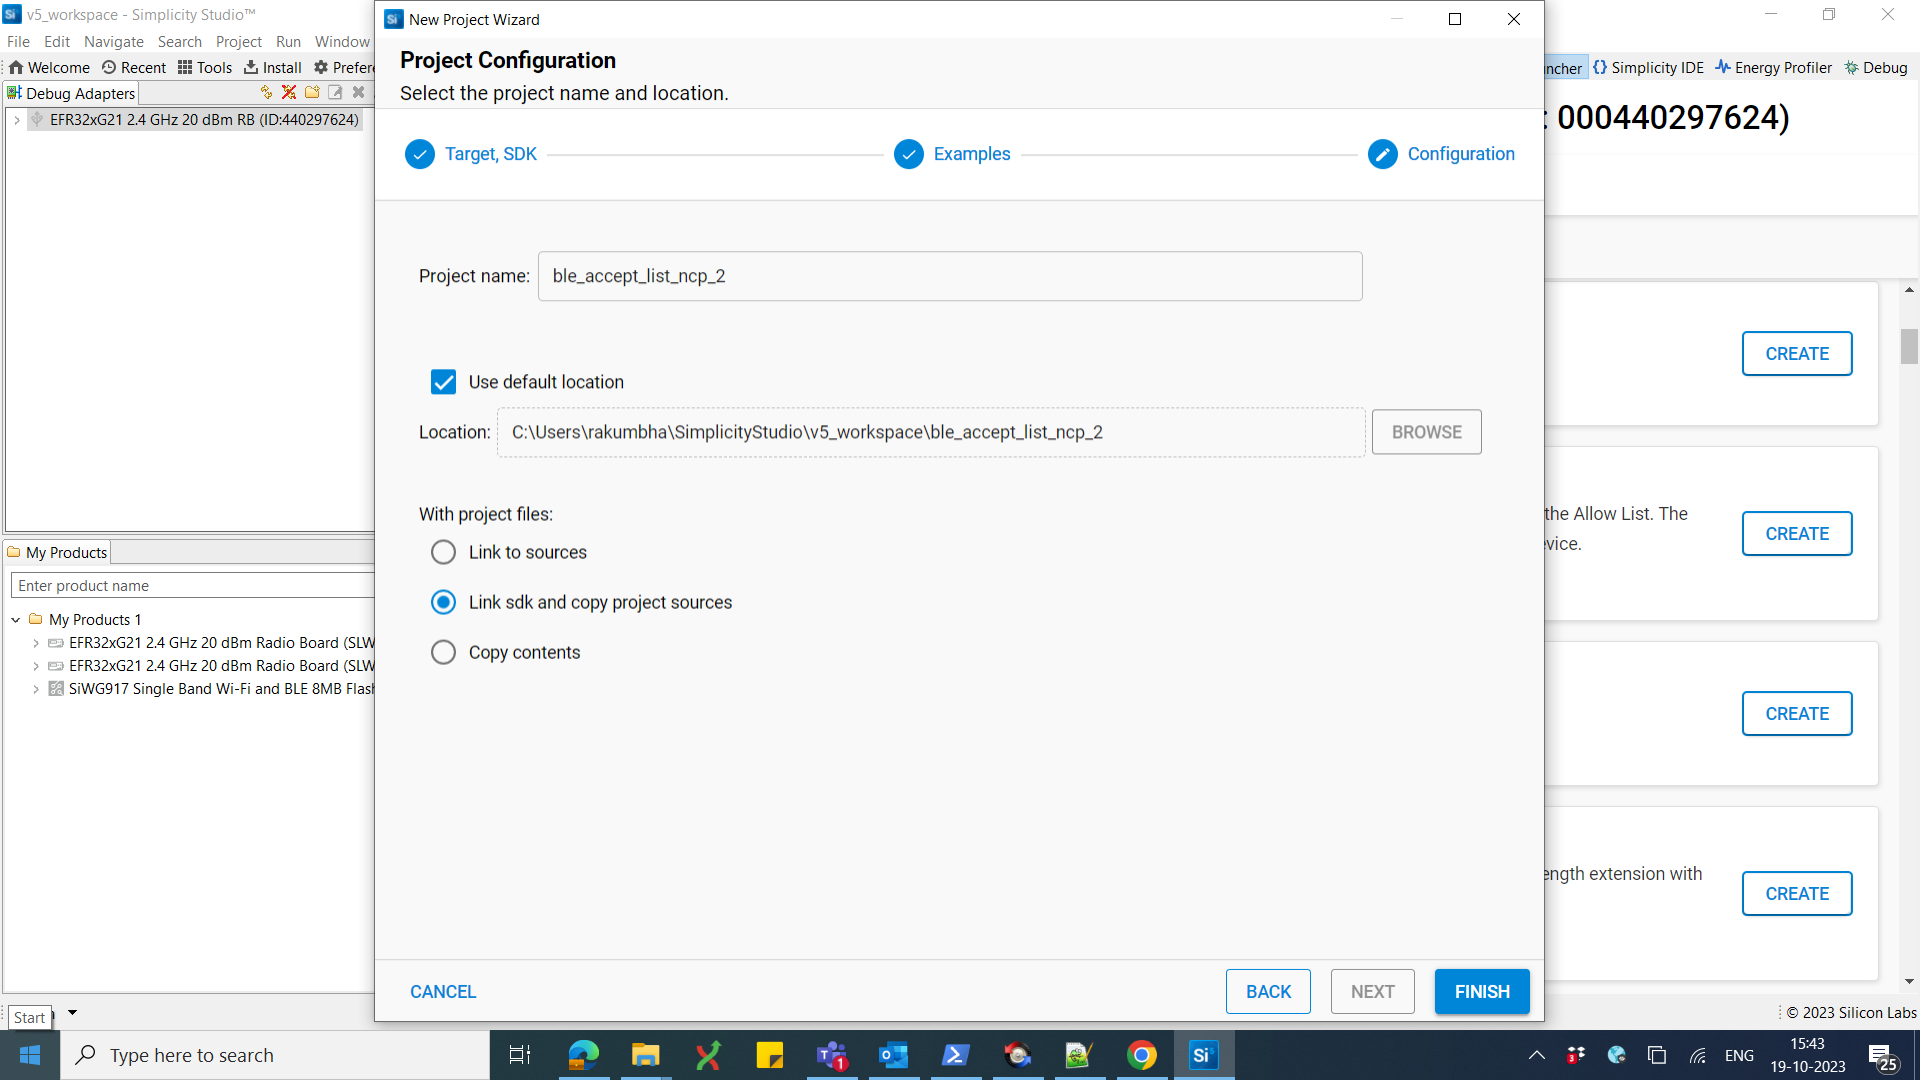 v5_workspace - Simplicity Studio™
File Edit Navigate Search Project Run Window
Welcome Recent Tools Install
Debug Adapters
EFR32xG21 2.4 GHz 20 dBm RB (ID:440297624)
My Products
Enter product name
My Products 1
EFR32xG21 2.4 GHz 20 dBm Radio Board (SLW
EFR32xG21 2.4 GHz 20 dBm Radio Board (SLW
SiWG917 Single Band Wi-Fi and BLE 8MB Flash
Start
New Project Wizard
Project Configuration
Select the project name and location.
Target, SDK Examples Configuration
Project name: ble_accept_list_ncp_2
Use default location
Location: C:\Users\rakumbha\SimplicityStudio\v5_workspace\ble_accept_list_ncp_2 BROWSE
With project files:
Link to sources
Link sdk and copy project sources
Copy contents
CANCEL BACK NEXT FINISH
ncher Simplicity IDE Energy Profiler Debug
: 000440297624)
CREATE
the Allow List. The
vice.
CREATE
CREATE
ength extension with
CREATE
© 2023 Silicon Labs
Type here to search
1
3
ENG
15:43
19-10-2023
25